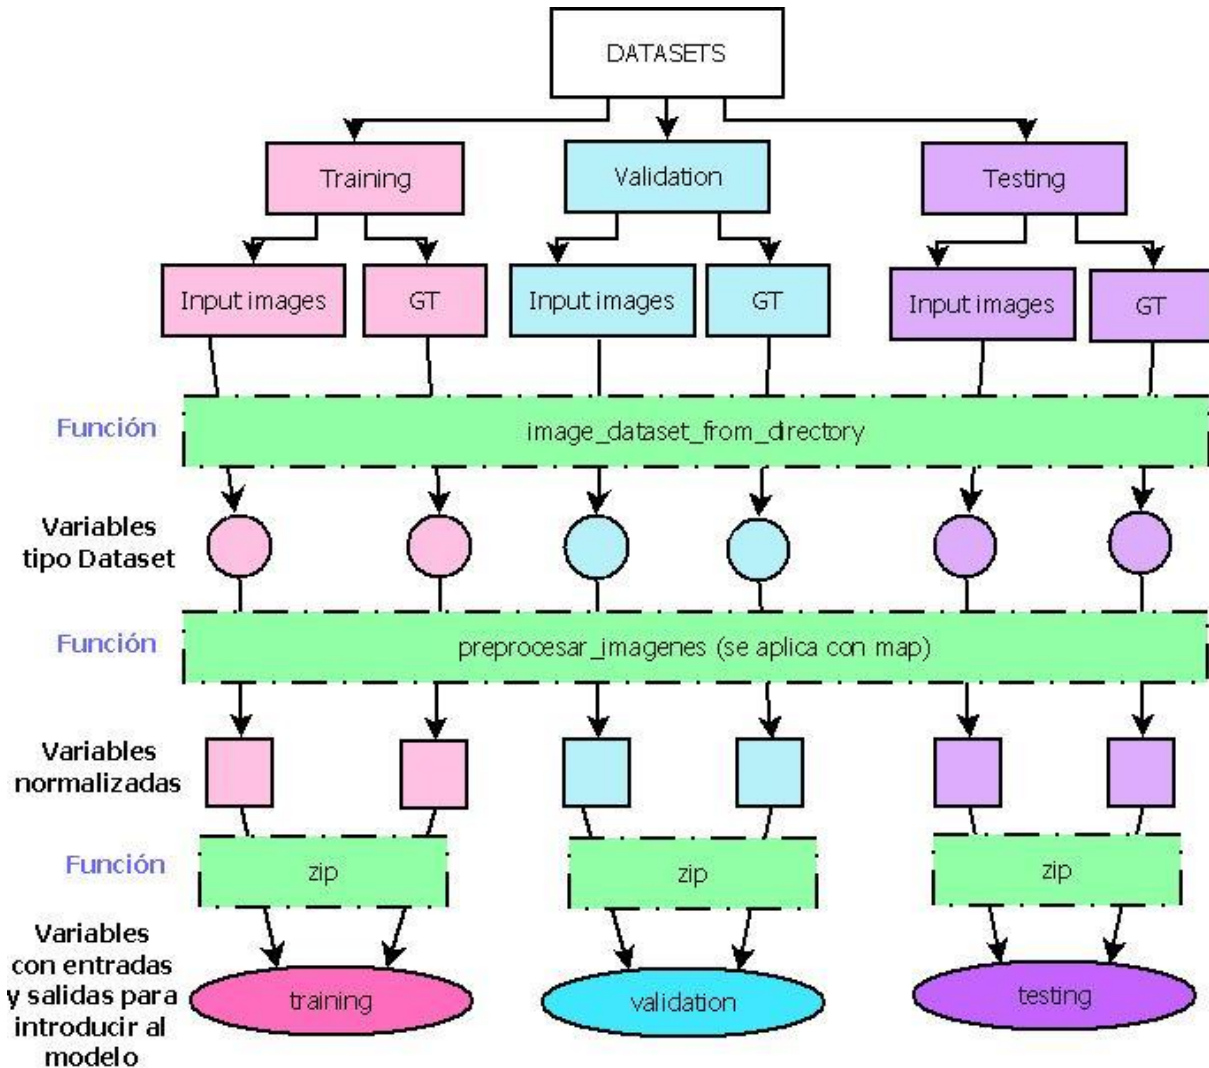 DATASETS
Training
Validation
Testing
Input images
GT
Input images
GT
Input images
GT
Función
image_dataset_from_directory
Variables
tipo Dataset
Función
preprocesar_imagenes (se aplica con map)
Variables
normalizadas
Función
zip
zip
zip
Variables
con entradas
y salidas para
introducir al
modelo
training
validation
testing